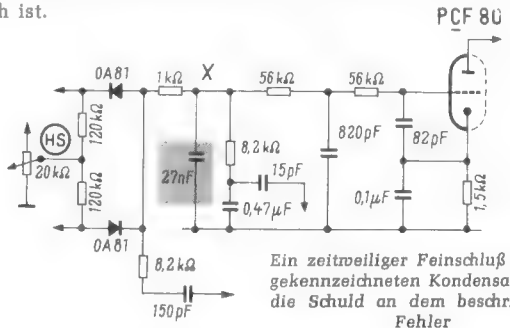 h ist.
PCF 80
0A81
1kΩ
X
56kΩ
56kΩ
120kΩ
HS
20kΩ
120kΩ
0A81
27nF
8,2kΩ
15pF
0,47µF
820pF
82pF
0,1µF
1,5kΩ
8,2kΩ
150pF
Ein zeitweiliger Feinschluß
gekennzeichneten Kondensa
die Schuld an dem beschr
Fehler